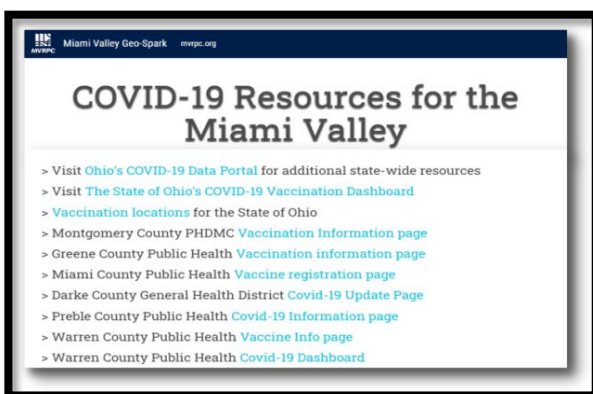 MVRPC
Miami Valley Geo-Spark mvrpc.org
COVID-19 Resources for the
Miami Valley
> Visit Ohio's COVID-19 Data Portal for additional state-wide resources
> Visit The State of Ohio's COVID-19 Vaccination Dashboard
> Vaccination locations for the State of Ohio
> Montgomery County PHDMC Vaccination Information page
> Greene County Public Health Vaccination information page
> Miami County Public Health Vaccine registration page
> Darke County General Health District Covid-19 Update Page
> Preble County Public Health Covid-19 Information page
> Warren County Public Health Vaccine Info page
> Warren County Public Health Covid-19 Dashboard